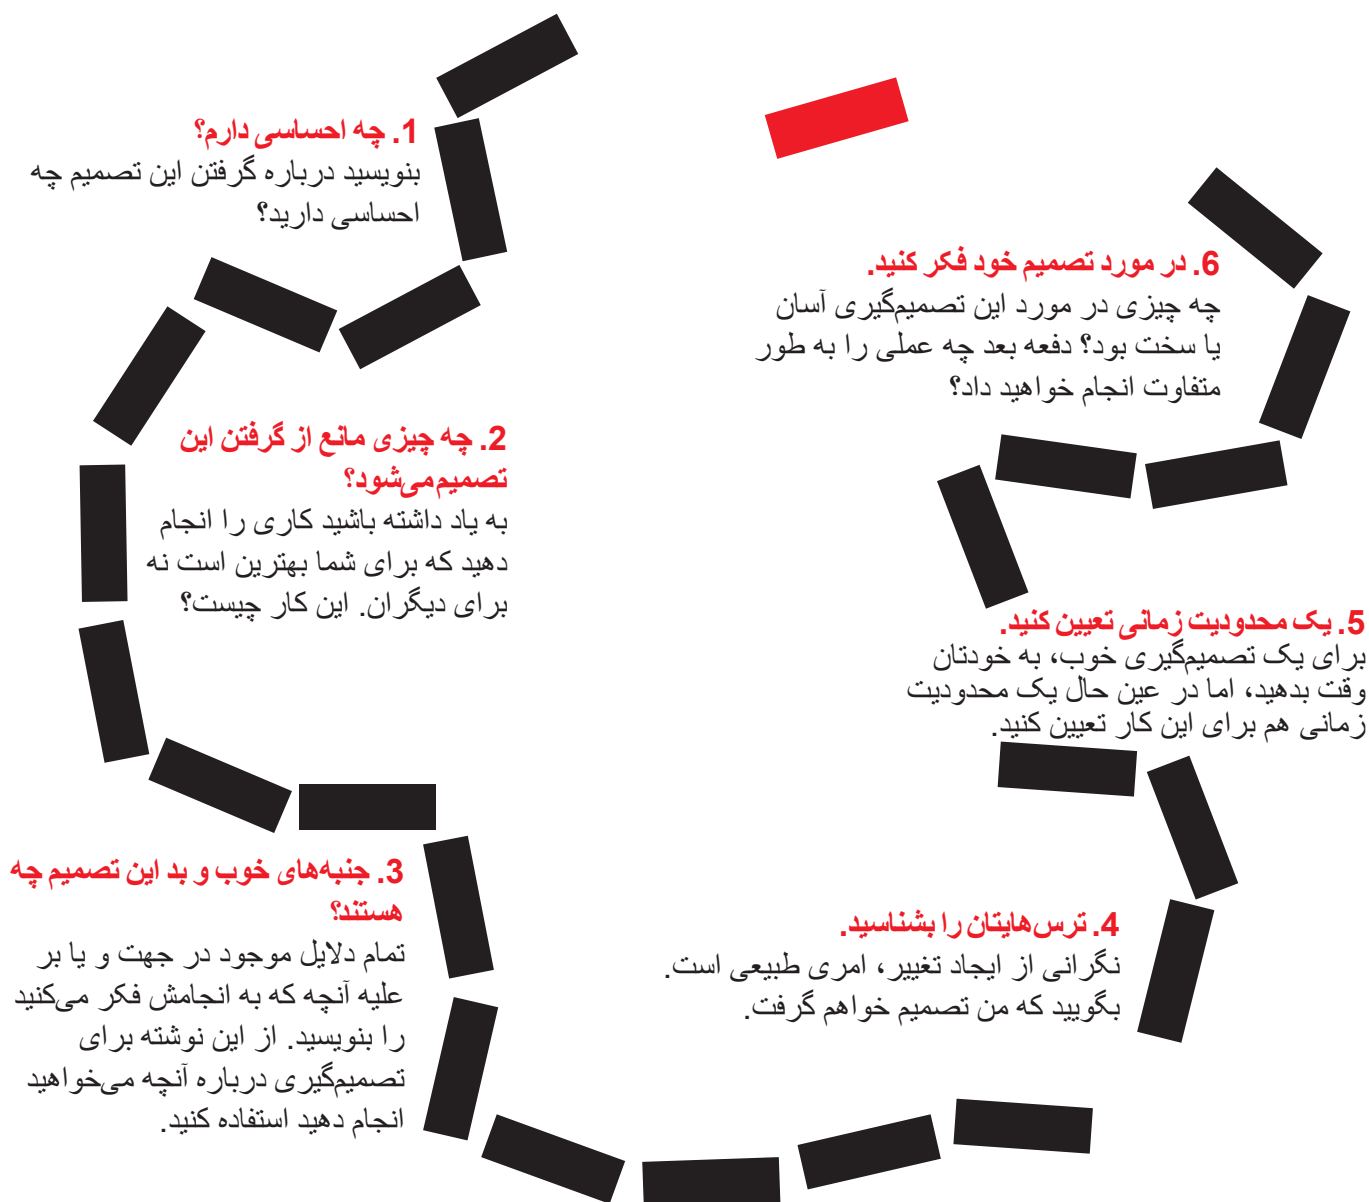 1. چه احساسی دارم؟
بنویسید درباره گرفتن این تصمیم چه
احساسی دارید؟
2. چه چیزی مانع از گرفتن این
تصمیم می‌شود؟
به یاد داشته باشید کاری را انجام
دهید که برای شما بهترین است نه
برای دیگران. این کار چیست؟
3. جنبه‌های خوب و بد این تصمیم چه
هستند؟
تمام دلایل موجود در جهت و یا بر
علیه آنچه که به انجامش فکر می‌کنید
را بنویسید. از این نوشته برای
تصمیم‌گیری درباره آنچه می‌خواهید
انجام دهید استفاده کنید.
4. ترس‌هایتان را بشناسید.
نگرانی از ایجاد تغییر، امری طبیعی است.
بگویید که من تصمیم خواهم گرفت.
5. یک محدودیت زمانی تعیین کنید.
برای یک تصمیم‌گیری خوب، به خودتان
وقت بدهید، اما در عین حال یک محدودیت
زمانی هم برای این کار تعیین کنید.
6. در مورد تصمیم خود فکر کنید.
چه چیزی در مورد این تصمیم‌گیری آسان
یا سخت بود؟ دفعه بعد چه عملی را به طور
متفاوت انجام خواهید داد؟